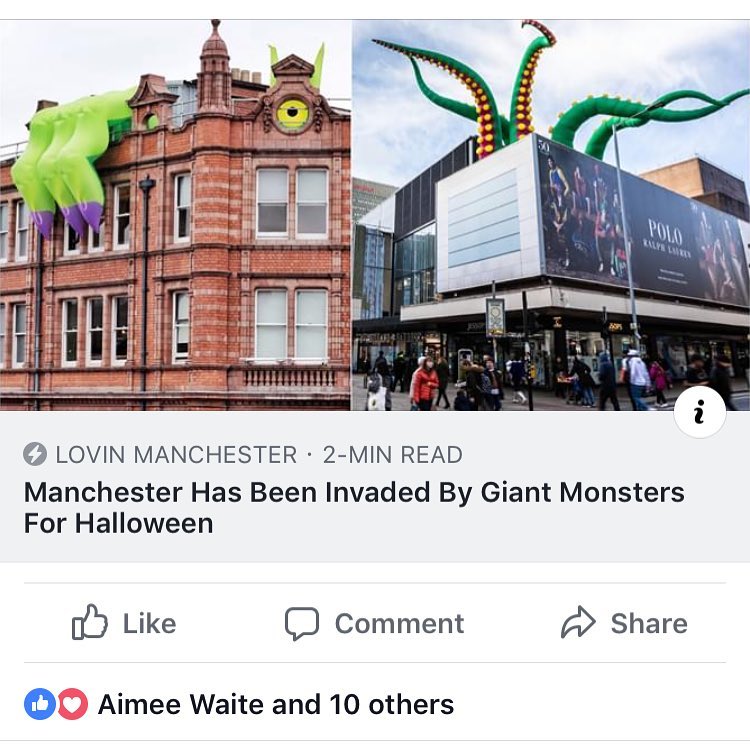 50
POLO
RALPH LAUREN
LOVIN MANCHESTER · 2-MIN READ
Manchester Has Been Invaded By Giant Monsters
For Halloween
Like
Comment
Share
Aimee Waite and 10 others